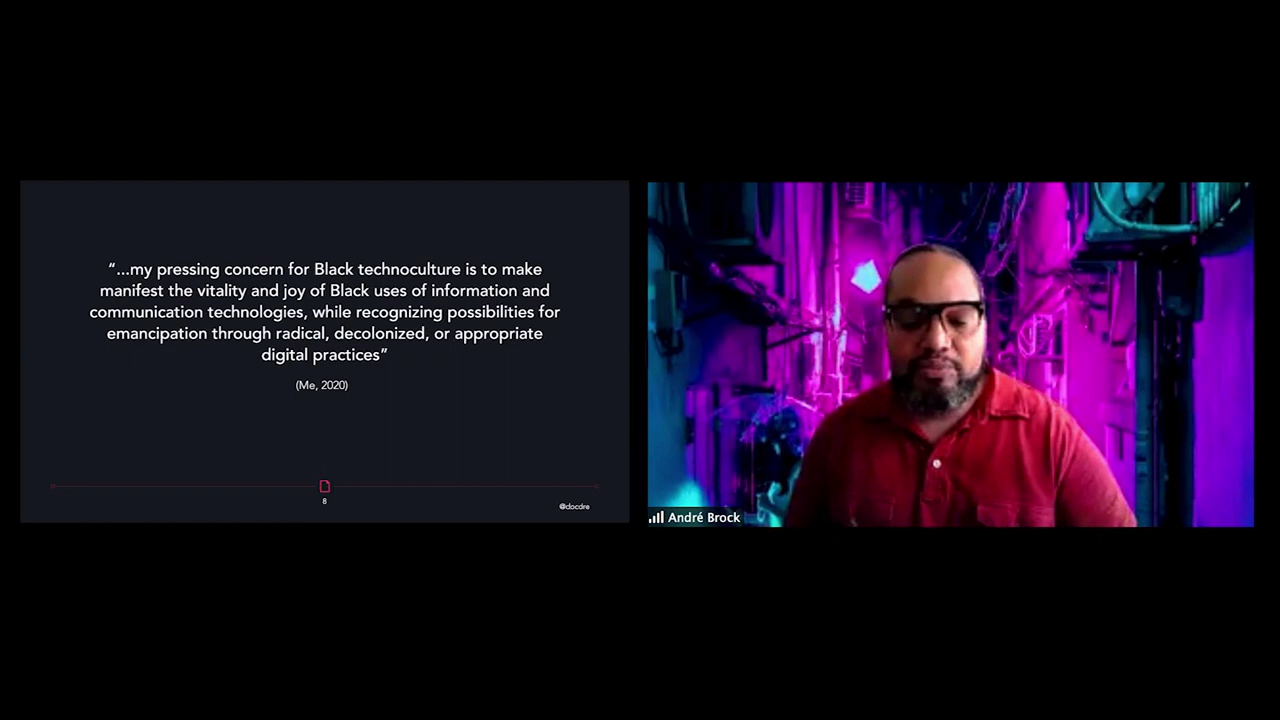 “...my pressing concern for Black technoculture is to make
manifest the vitality and joy of Black uses of information and
communication technologies, while recognizing possibilities for
emancipation through radical, decolonized, or appropriate
digital practices”
(Me, 2020)
8
@docdre
André Brock